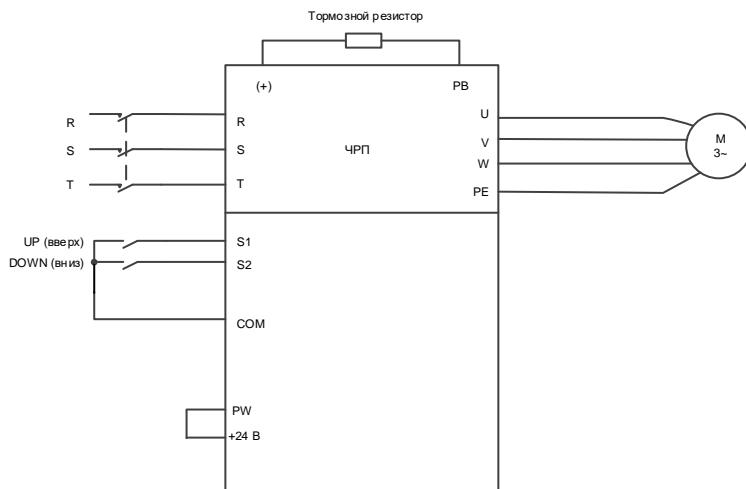 Тормозной резистор
(+)
PB
R
R
U
S
S
V
ЧРП
W
T
T
PE
M
3~
UP (вверх)
S1
DOWN (вниз)
S2
COM
PW
+24 В